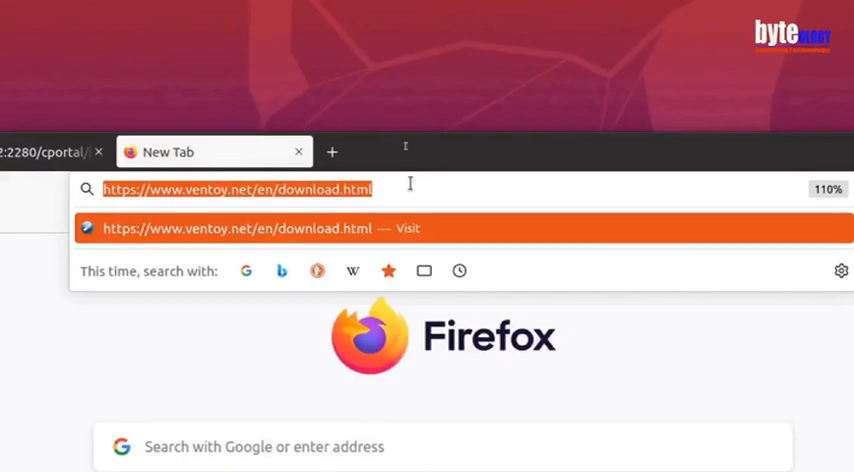 byteOLOGY
2:2280/cportal/i
New Tab
https://www.ventoy.net/en/download.html
110%
https://www.ventoy.net/en/download.html — Visit
This time, search with:
Firefox
Search with Google or enter address